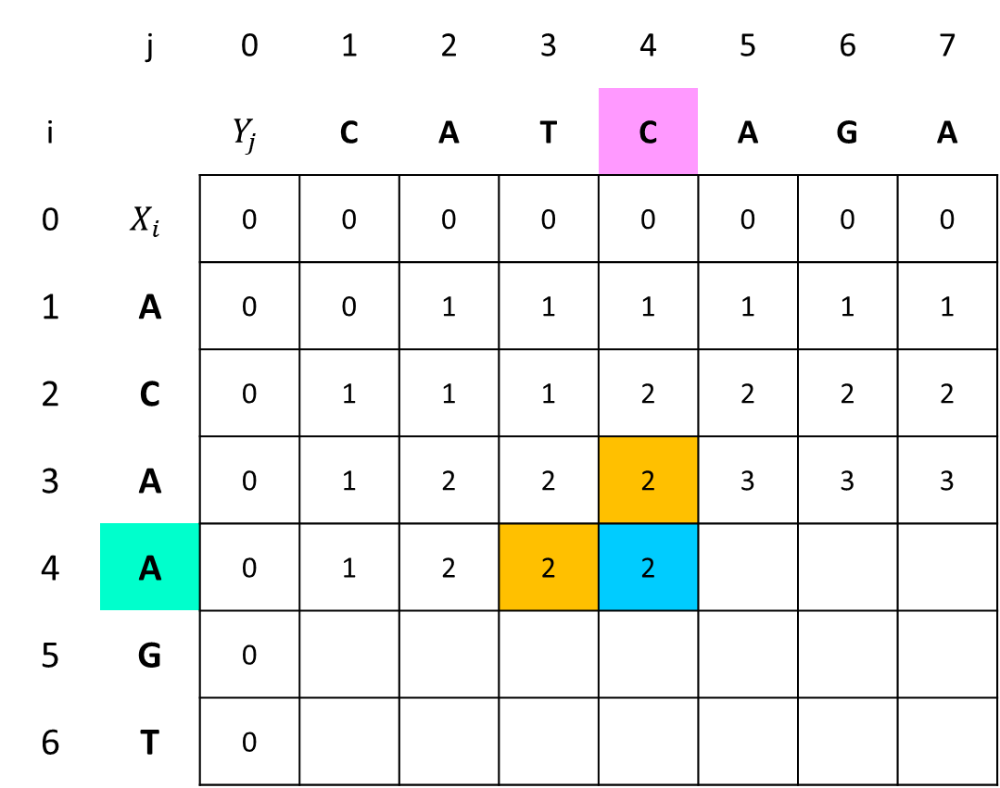 j 0 1 2 3 4 5 6 7
i Yj C A T C A G A
0 Xi 0 0 0 0 0 0 0 0
1 A 0 0 1 1 1 1 1 1
2 C 0 1 1 1 2 2 2 2
3 A 0 1 2 2 2 3 3 3
4 A 0 1 2 2 2
5 G 0
6 T 0